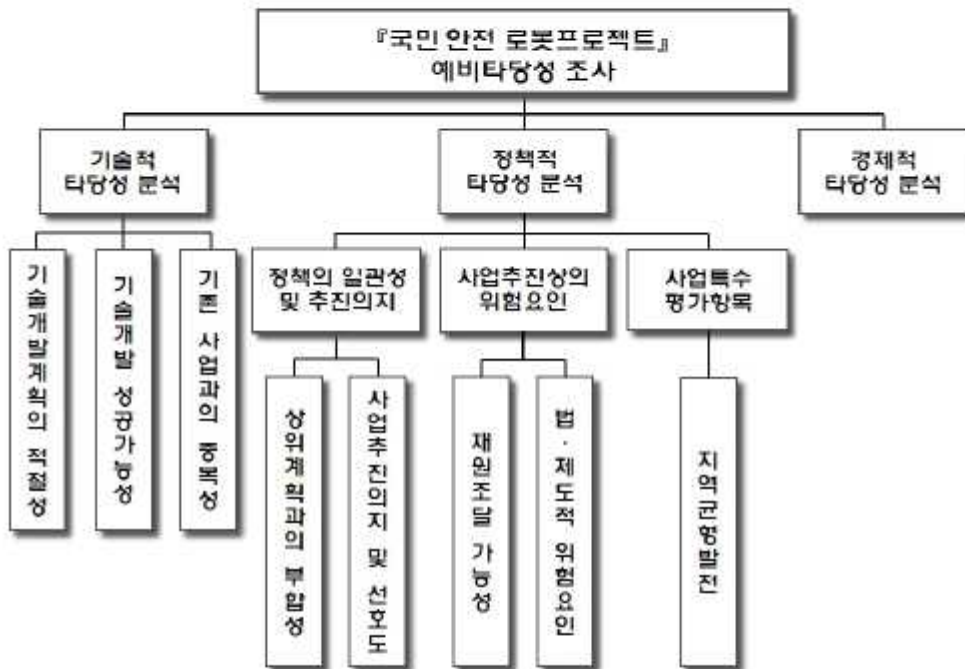 『국민 안전 로봇프로젝트』
예비타당성 조사
기술적
타당성 분석
정책적
타당성 분석
경제적
타당성 분석
기술개발계획의 적절성
기술개발 성공가능성
기존 사업과의 중복성
정책의 일관성
및 추진의지
사업추진상의
위험요인
사업특수
평가항목
상위계획과의 부합성
사업추진의지 및 선호도
재원조달 가능성
법·제도적 위험요인
지역균형발전